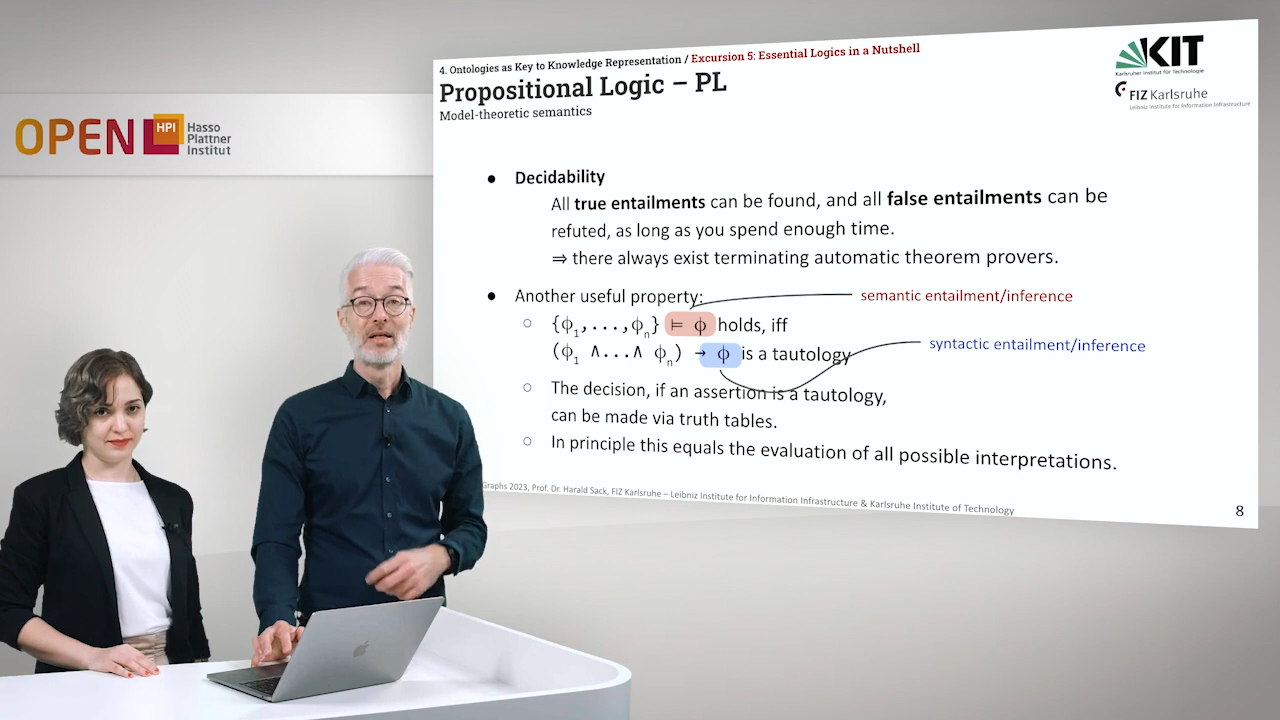 OPEN HPI Hasso
Plattner
Institut
4. Ontologies as Key to Knowledge Representation / Excursion 5: Essential Logics in a Nutshell
Propositional Logic – PL
Model-theoretic semantics
KIT
Karlsruher Institut für Technologie
FIZ Karlsruhe
Leibniz Institute for Information Infrastructure
● Decidability
All true entailments can be found, and all false entailments can be
refuted, as long as you spend enough time.
⇒ there always exist terminating automatic theorem provers.
● Another useful property:
semantic entailment/inference
○ {ϕ₁,...,ϕₙ} ⊨ ϕ holds, iff
(ϕ₁ ∧...∧ ϕₙ) → ϕ is a tautology
syntactic entailment/inference
○ The decision, if an assertion is a tautology,
can be made via truth tables.
○ In principle this equals the evaluation of all possible interpretations.
Graphs 2023, Prof. Dr. Harald Sack, FIZ Karlsruhe – Leibniz Institute for Information Infrastructure & Karlsruhe Institute of Technology
8